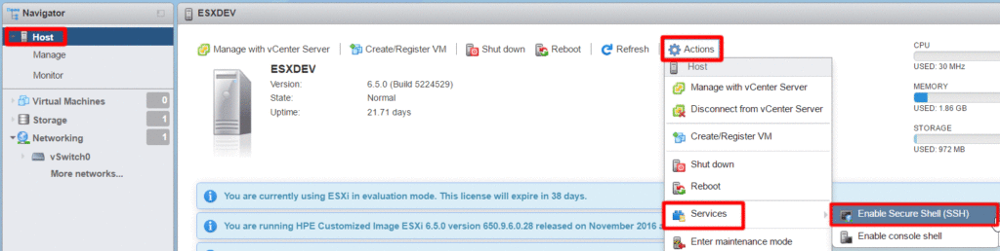 Navigator
Host
Manage
Monitor
Virtual Machines 0
Storage 1
Networking 1
vSwitch0
More networks...
ESXDEV
Manage with vCenter Server
Create/Register VM
Shut down
Reboot
Refresh
Actions
ESXDEV
Version: 6.5.0 (Build 5224529)
State: Normal
Uptime: 21.71 days
CPU
USED: 30 MHz
MEMORY
USED: 1.86 GB
STORAGE
USED: 972 MB
Host
Manage with vCenter Server
Disconnect from vCenter Server
Create/Register VM
Shut down
Reboot
Services
Enter maintenance mode
Enable Secure Shell (SSH)
Enable console shell
You are currently using ESXi in evaluation mode. This license will expire in 38 days.
You are running HPE Customized Image ESXi 6.5.0 version 650.9.6.0.28 released on November 2016 a